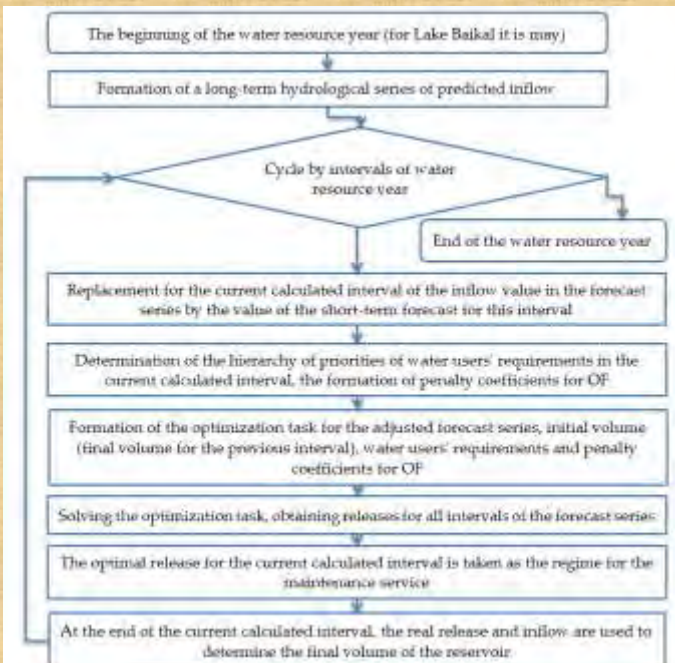 The beginning of the water resource year (for Lake Baikal it is may)
Formation of a long-term hydrological series of predicted inflow
Cycle by intervals of water
resource year
End of the water resource year
Replacement for the current calculated interval of the inflow value in the forecast
series by the value of the short-term forecast for this interval
Determination of the hierarchy of priorities of water users' requirements in the
current calculated interval, the formation of penalty coefficients for OF
Formation of the optimization task for the adjusted forecast series, initial volume
(final volume for the previous interval), water users' requirements and penalty
coefficients for OF
Solving the optimization task, obtaining releases for all intervals of the forecast series
The optimal release for the current calculated interval is taken as the regime for the
maintenance service
At the end of the current calculated interval, the real release and inflow are used to
determine the final volume of the reservoir